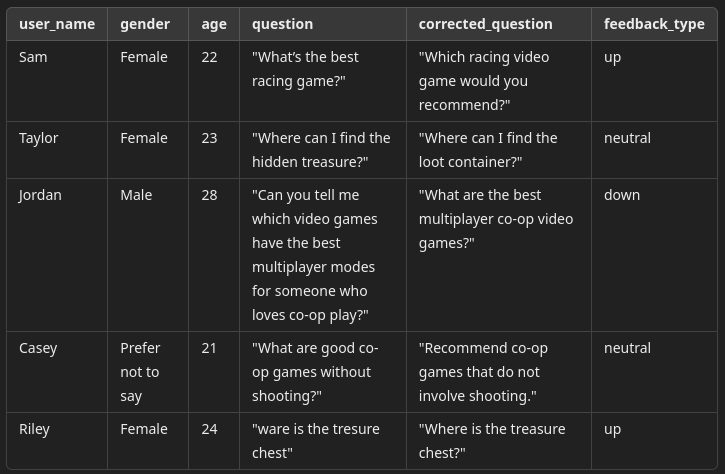 user_name gender age question corrected_question feedback_type
Sam Female 22 "What’s the best "Which racing video up
racing game?" game would you
recommend?"
Taylor Female 23 "Where can I find the "Where can I find the neutral
hidden treasure?" loot container?"
Jordan Male 28 "Can you tell me "What are the best down
which video games multiplayer co-op video
have the best games?"
multiplayer modes
for someone who
loves co-op play?"
Casey Prefer 21 "What are good co- "Recommend co-op neutral
not to op games without games that do not
say shooting?" involve shooting."
Riley Female 24 "ware is the tresure "Where is the treasure up
chest" chest?"